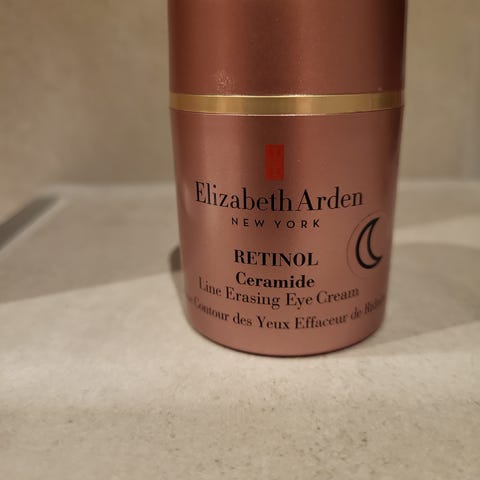 Elizabeth Arden
NEW YORK
RETINOL
Ceramide
Line Erasing Eye Cream
Contour des Yeux Effaceur de